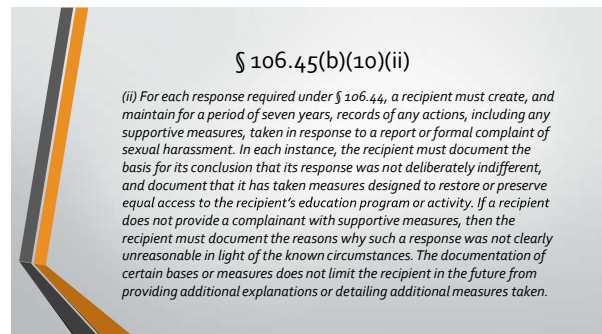 § 106.45(b)(10)(ii)
(ii) For each response required under § 106.44, a recipient must create, and
maintain for a period of seven years, records of any actions, including any
supportive measures, taken in response to a report or formal complaint of
sexual harassment. In each instance, the recipient must document the
basis for its conclusion that its response was not deliberately indifferent,
and document that it has taken measures designed to restore or preserve
equal access to the recipient's education program or activity. If a recipient
does not provide a complainant with supportive measures, then the
recipient must document the reasons why such a response was not clearly
unreasonable in light of the known circumstances. The documentation of
certain bases or measures does not limit the recipient in the future from
providing additional explanations or detailing additional measures taken.